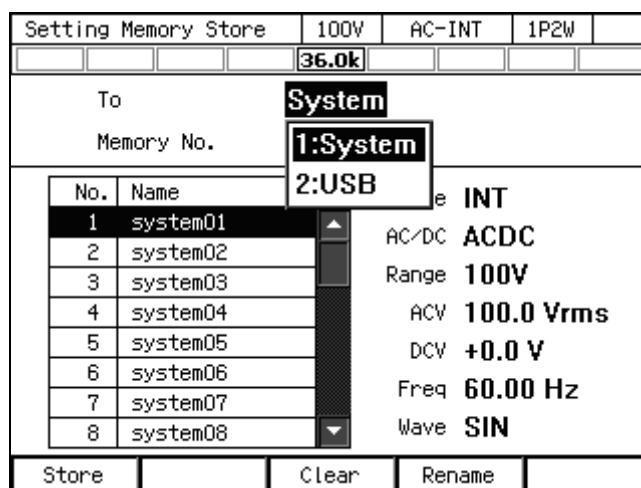 Setting Memory Store 100V AC-INT 1P2W
36.0k
To System
Memory No.
1:System
2:USB
No. Name
1 system01
2 system02
3 system03
4 system04
5 system05
6 system06
7 system07
8 system08
e INT
AC/DC ACDC
Range 100V
ACV 100.0 Vrms
DCV +0.0 V
Freq 60.00 Hz
Wave SIN
Store Clear Rename